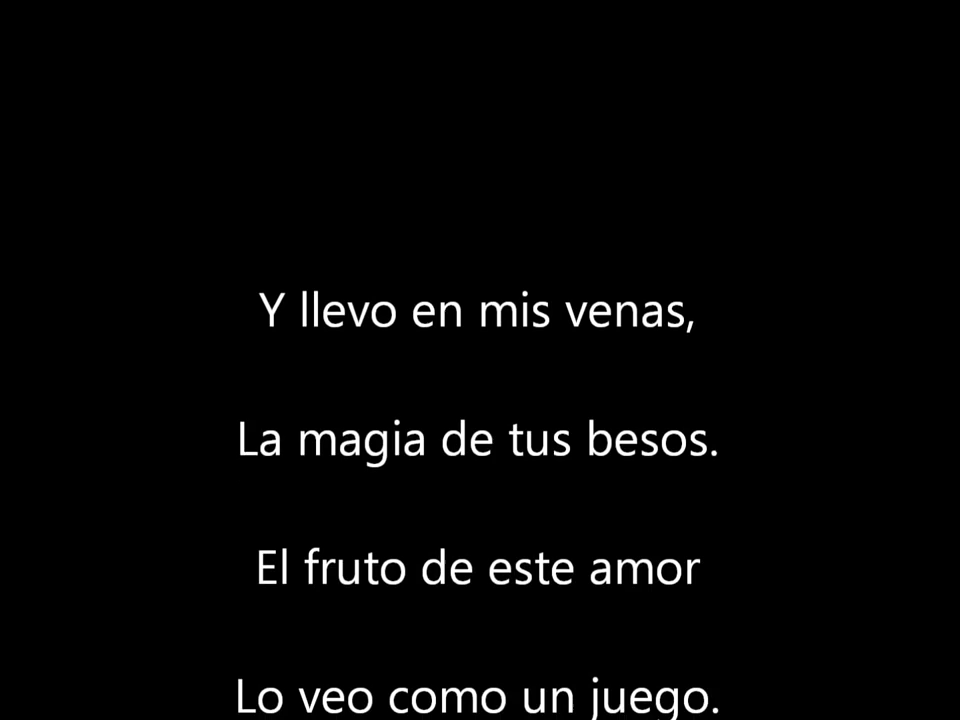 Y llevo en mis venas,
La magia de tus besos.
El fruto de este amor
Lo veo como un juego.